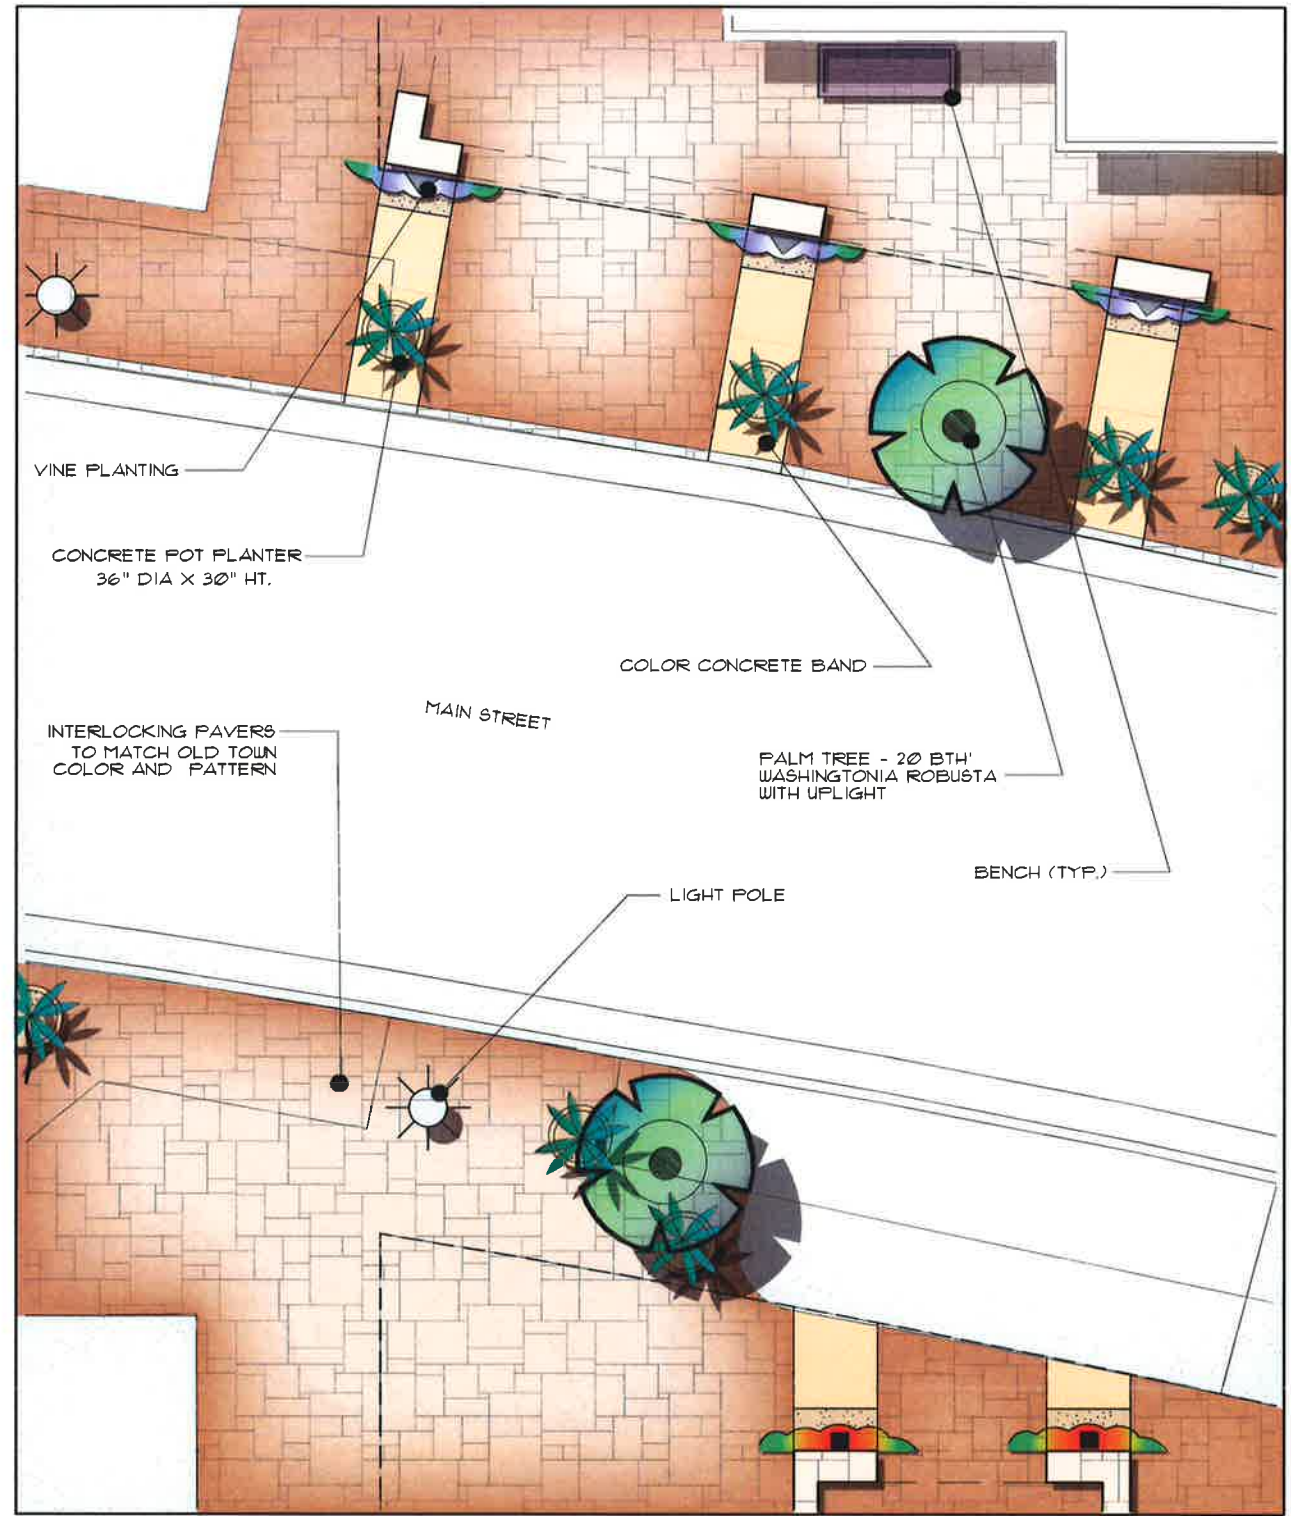 VINE PLANTING
CONCRETE POT PLANTER
36" DIA X 30" HT.
COLOR CONCRETE BAND
MAIN STREET
INTERLOCKING PAVERS
TO MATCH OLD TOWN
COLOR AND PATTERN
PALM TREE - 20 BTH'
WASHINGTONIA ROBUSTA
WITH UPLIGHT
BENCH (TYP.)
LIGHT POLE